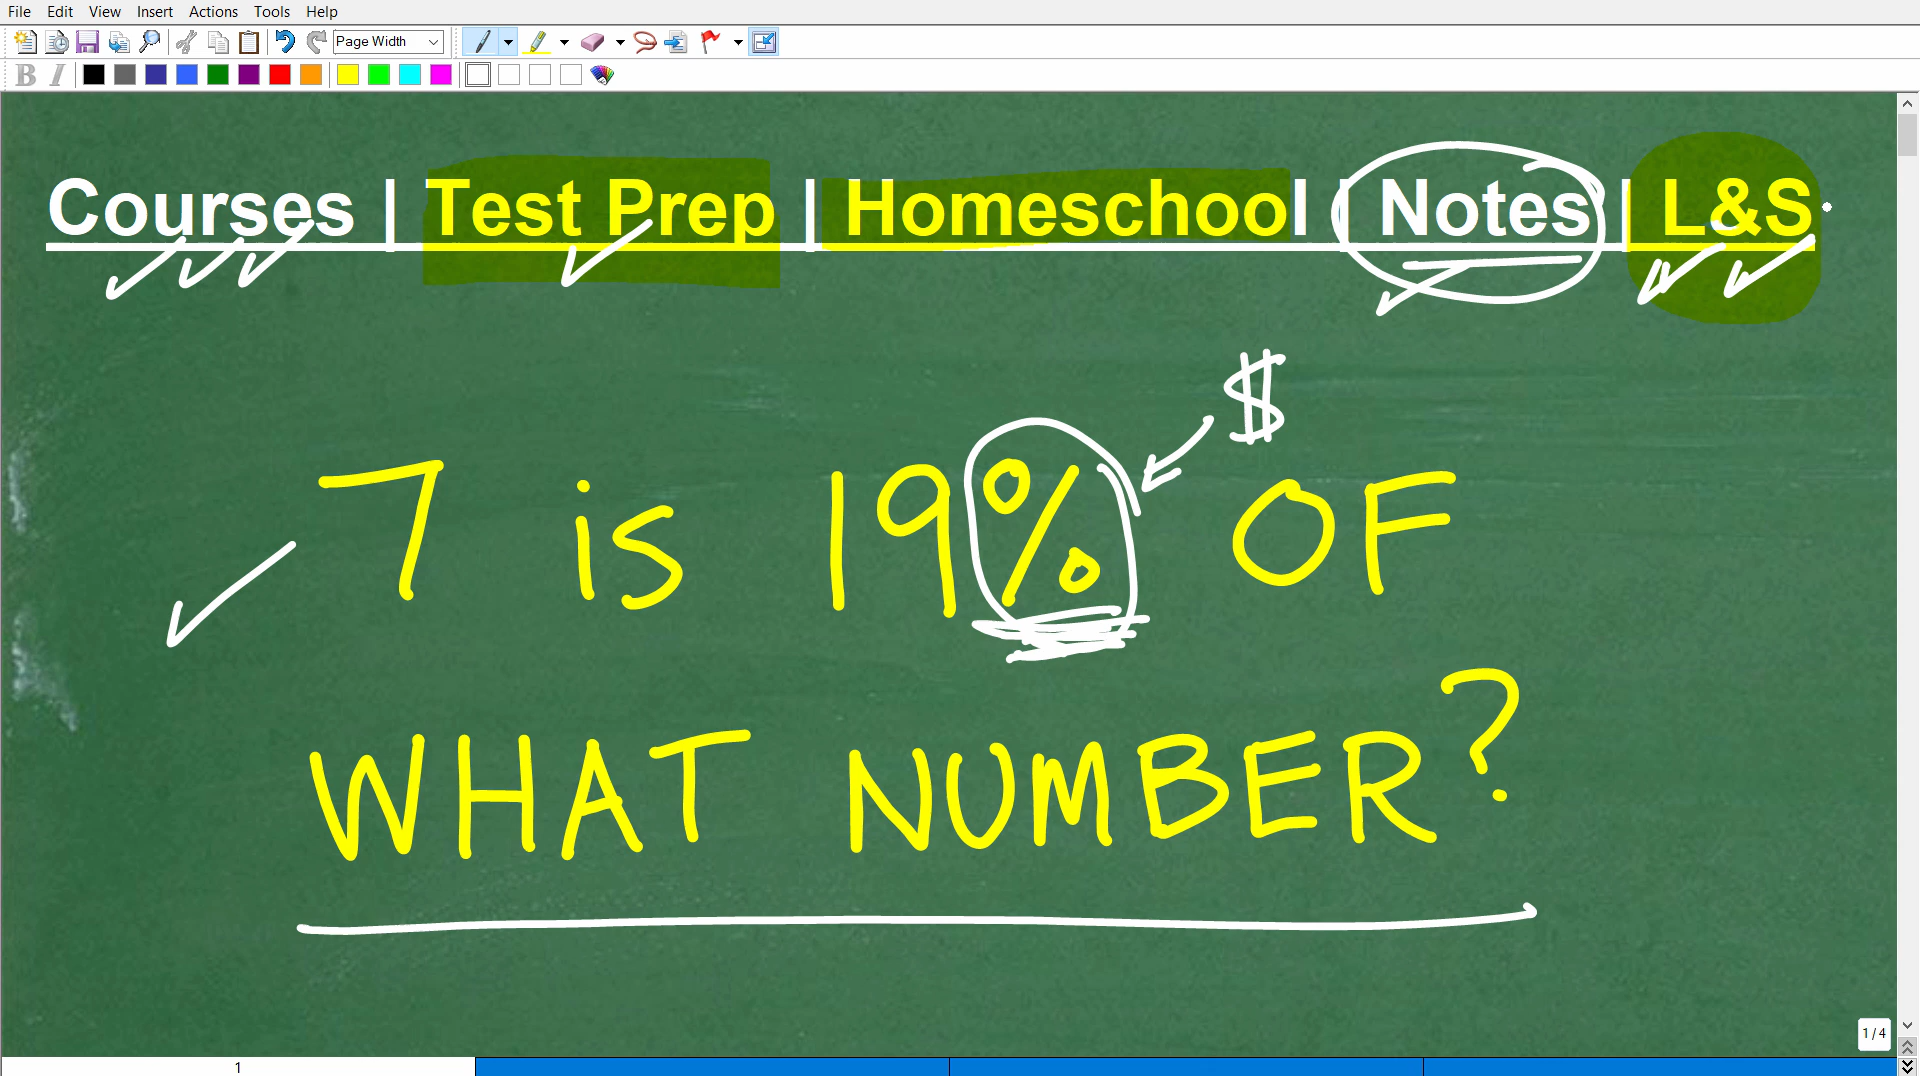 File Edit View Insert Actions Tools Help
Page Width
B I
Courses | Test Prep | Homeschool | Notes | L&S
$
7 is 19% OF
WHAT NUMBER?
1 / 4
1